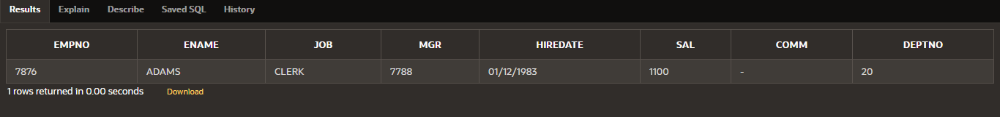 Results Explain Describe Saved SQL History
EMPNO ENAME JOB MGR HIREDATE SAL COMM DEPTNO
7876 ADAMS CLERK 7788 01/12/1983 1100 - 20
1 rows returned in 0.00 seconds Download